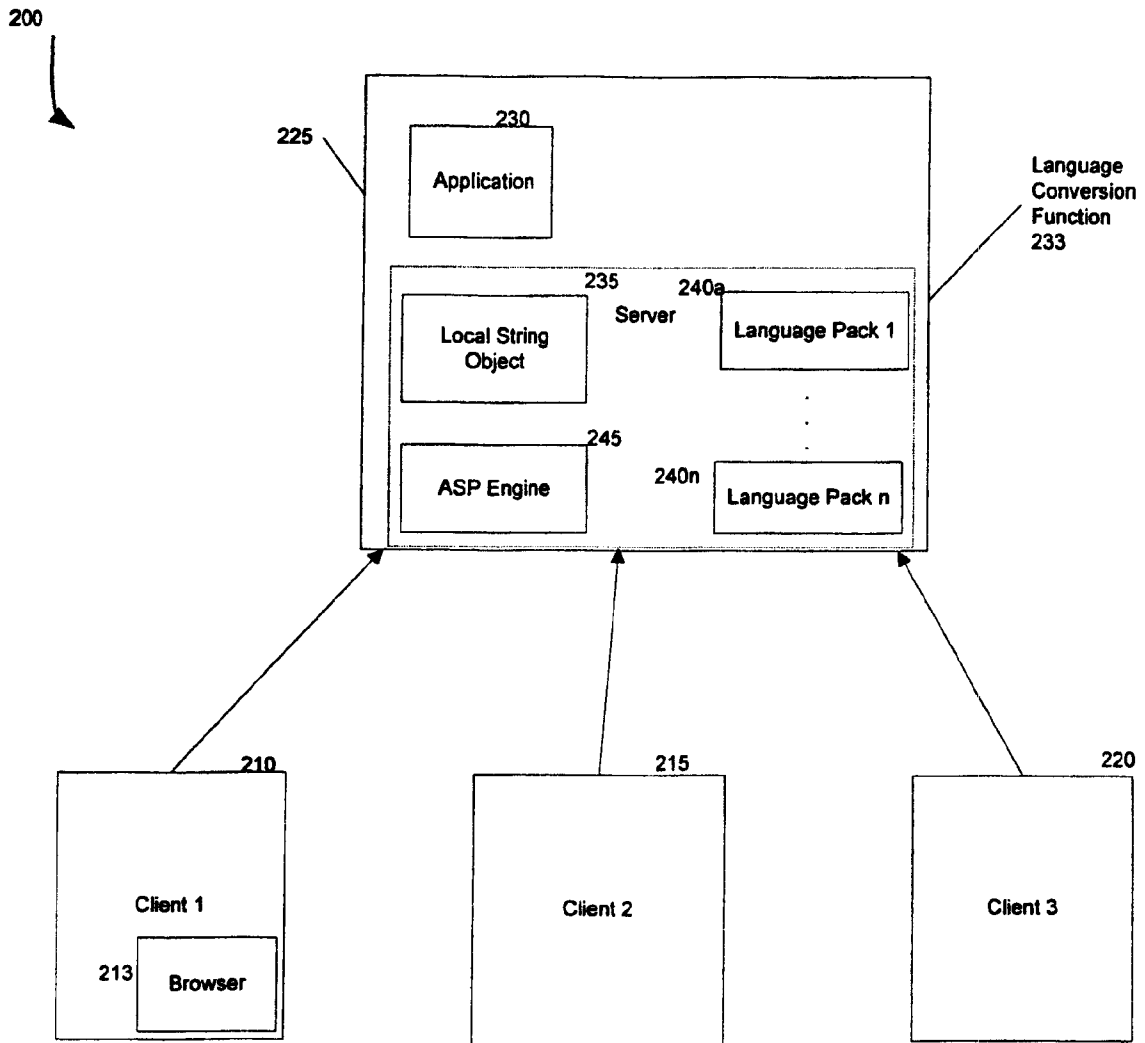 200
230
225
Application
Language
Conversion
Function
233
235
240a
Server
Local String
Object
Language Pack 1
245
ASP Engine
240n
Language Pack n
210
215
220
Client 1
Client 2
Client 3
213
Browser